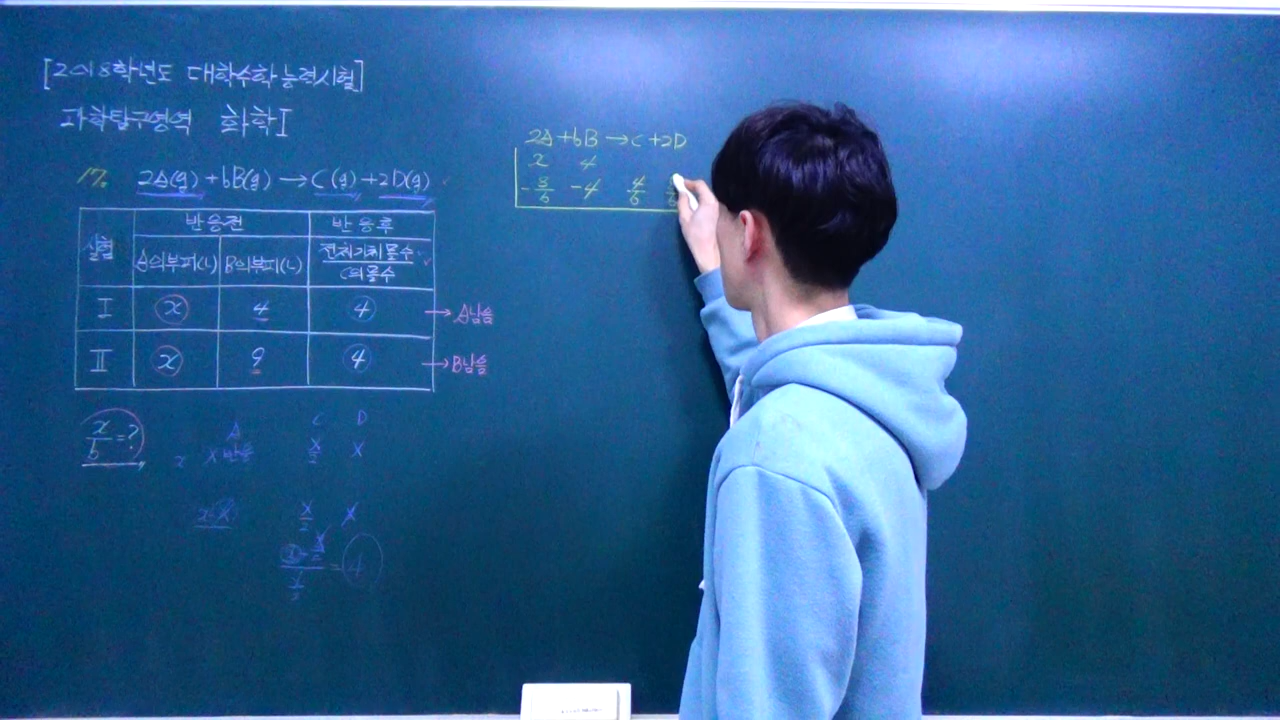 [2018학년도 대학수학능력시험]
과학탐구영역 화학I
17. 2A(g) + bB(g) → C(g) + 2D(g)
실험 반응전 반응후
A의부피(L) B의부피(L) 전체기체몰수/C의몰수
I x 4 4 → A남음
II x 9 4 → B남음
x/b = ?
A C D
x X반응 X/2 X
X/2 X
= 4
2A + bB → C + 2D
x 4
-8/b -4 4/b